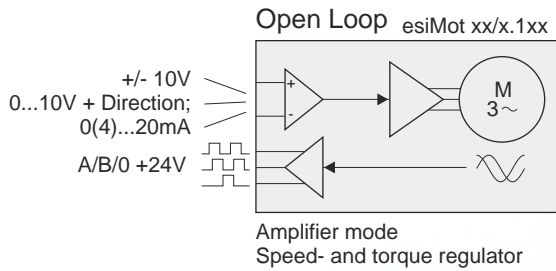 Open Loop esiMot xx/x.1xx
+/- 10V
0...10V + Direction;
0(4)...20mA
A/B/0 +24V
+
-
M
3~
Amplifier mode
Speed- and torque regulator